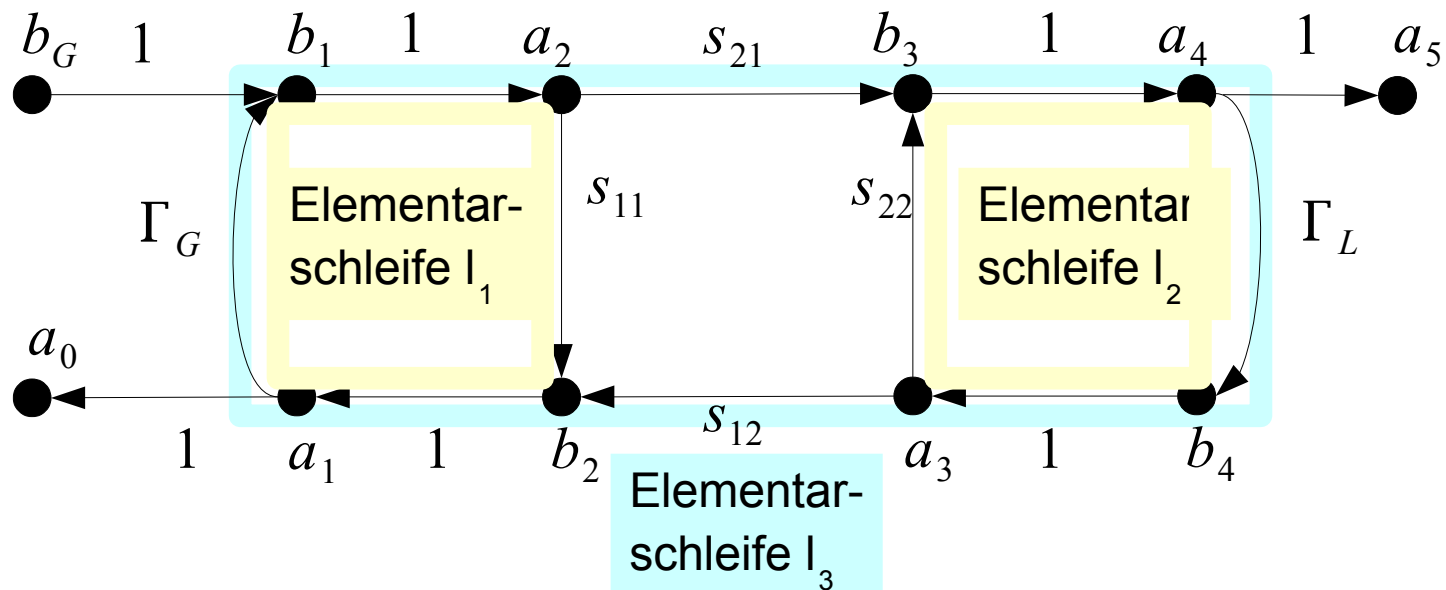 b_G 1 b_1 1 a_2 s_21 b_3 1 a_4 1 a_5
Γ_G
Elementar-
schleife l_1
s_11
s_22
Elementar
schleife l_2
Γ_L
a_0
1 a_1 1 b_2 s_12 a_3 1 b_4
Elementar-
schleife l_3